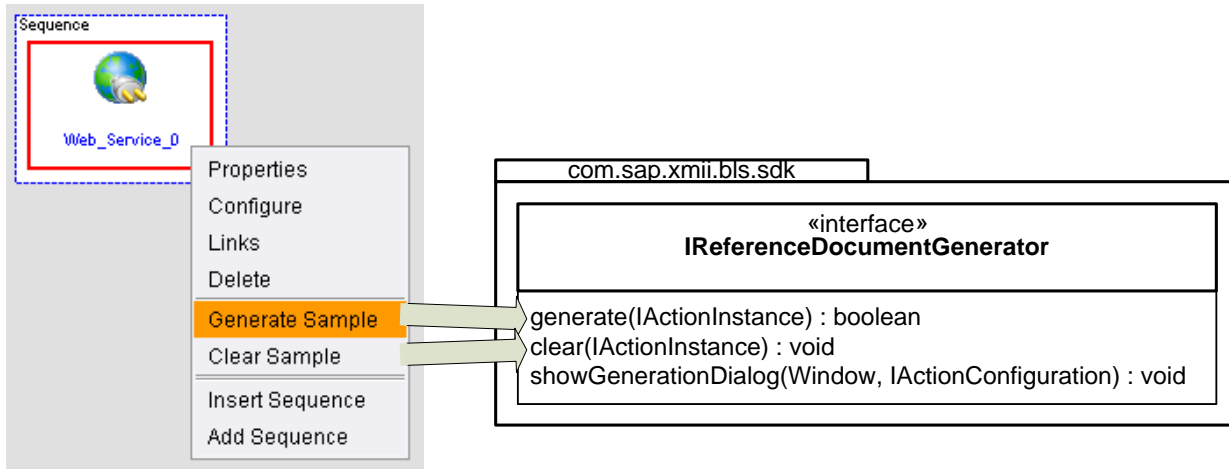 Sequence
Web_Service_0
Properties
Configure
Links
Delete
Generate Sample
Clear Sample
Insert Sequence
Add Sequence
com.sap.xmii.bls.sdk
«interface»
IReferenceDocumentGenerator
generate(IActionInstance) : boolean
clear(IActionInstance) : void
showGenerationDialog(Window, IActionConfiguration) : void